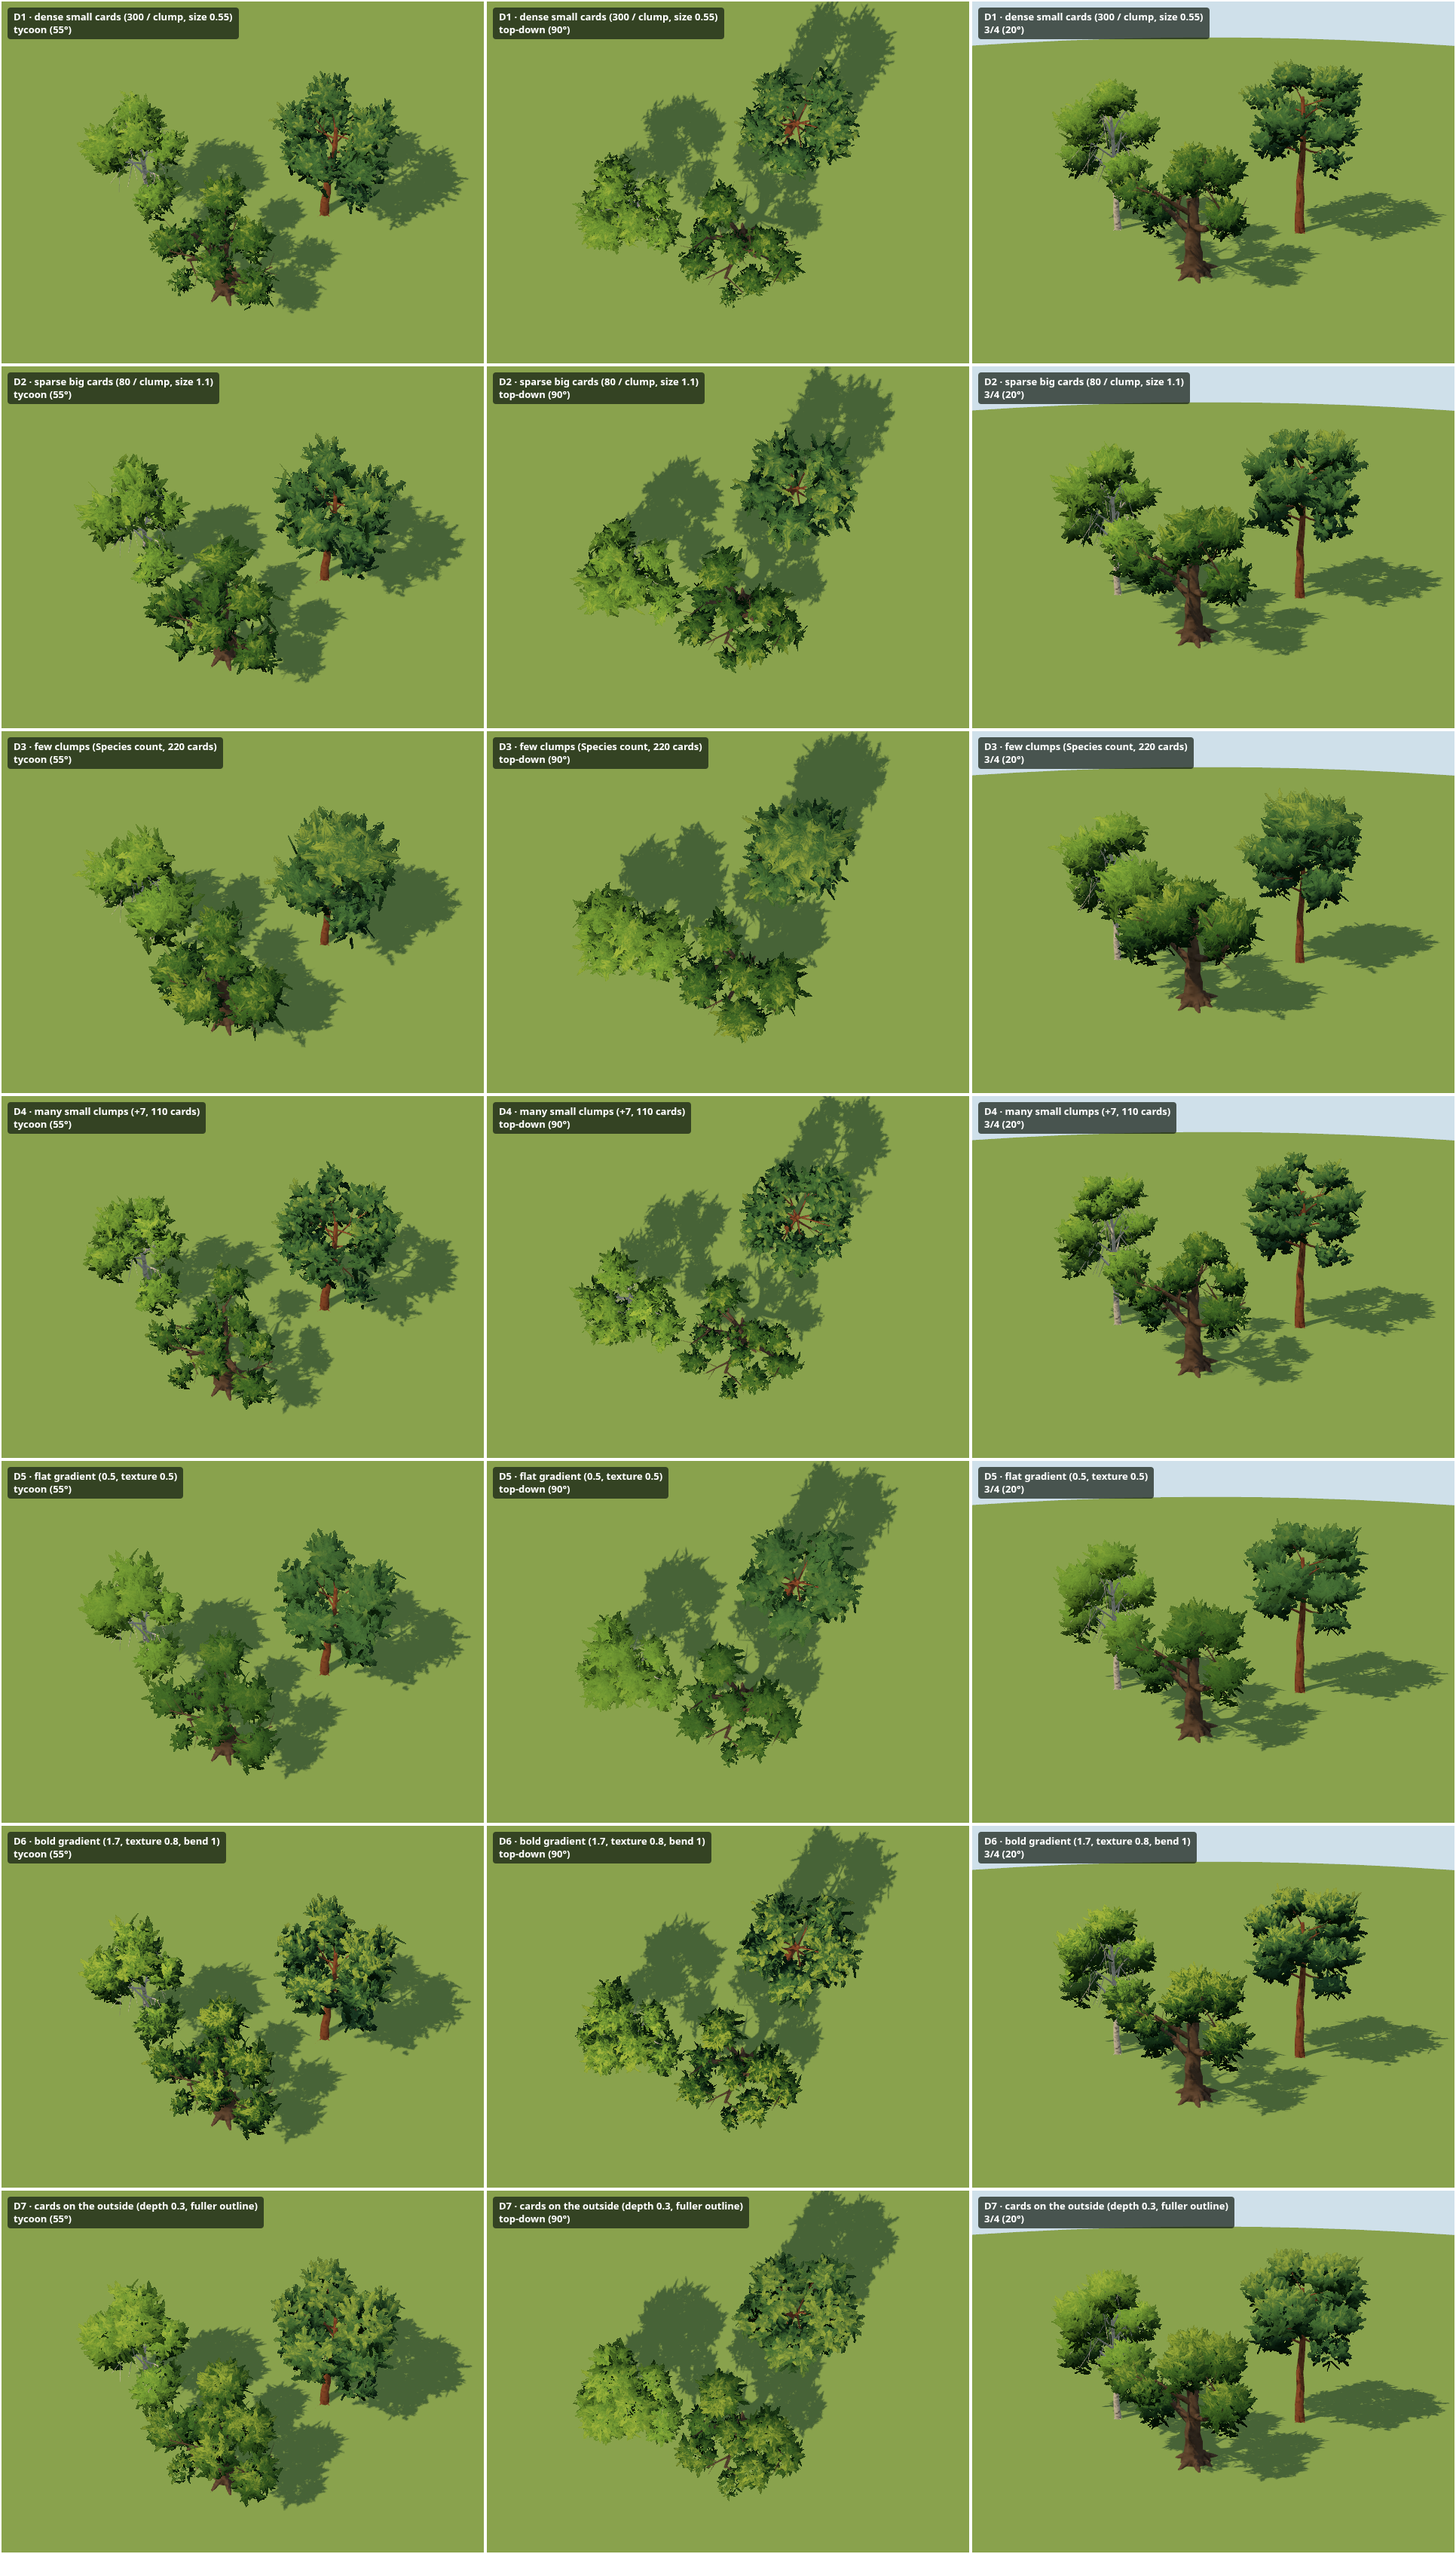 D1 · dense small cards (300 / clump, size 0.55)
tycoon (55°)
D1 · dense small cards (300 / clump, size 0.55)
top-down (90°)
D1 · dense small cards (300 / clump, size 0.55)
3/4 (20°)
D2 · sparse big cards (80 / clump, size 1.1)
tycoon (55°)
D2 · sparse big cards (80 / clump, size 1.1)
top-down (90°)
D2 · sparse big cards (80 / clump, size 1.1)
3/4 (20°)
D3 · few clumps (Species count, 220 cards)
tycoon (55°)
D3 · few clumps (Species count, 220 cards)
top-down (90°)
D3 · few clumps (Species count, 220 cards)
3/4 (20°)
D4 · many small clumps (+7, 110 cards)
tycoon (55°)
D4 · many small clumps (+7, 110 cards)
top-down (90°)
D4 · many small clumps (+7, 110 cards)
3/4 (20°)
D5 · flat gradient (0.5, texture 0.5)
tycoon (55°)
D5 · flat gradient (0.5, texture 0.5)
top-down (90°)
D5 · flat gradient (0.5, texture 0.5)
3/4 (20°)
D6 · bold gradient (1.7, texture 0.8, bend 1)
tycoon (55°)
D6 · bold gradient (1.7, texture 0.8, bend 1)
top-down (90°)
D6 · bold gradient (1.7, texture 0.8, bend 1)
3/4 (20°)
D7 · cards on the outside (depth 0.3, fuller outline)
tycoon (55°)
D7 · cards on the outside (depth 0.3, fuller outline)
top-down (90°)
D7 · cards on the outside (depth 0.3, fuller outline)
3/4 (20°)